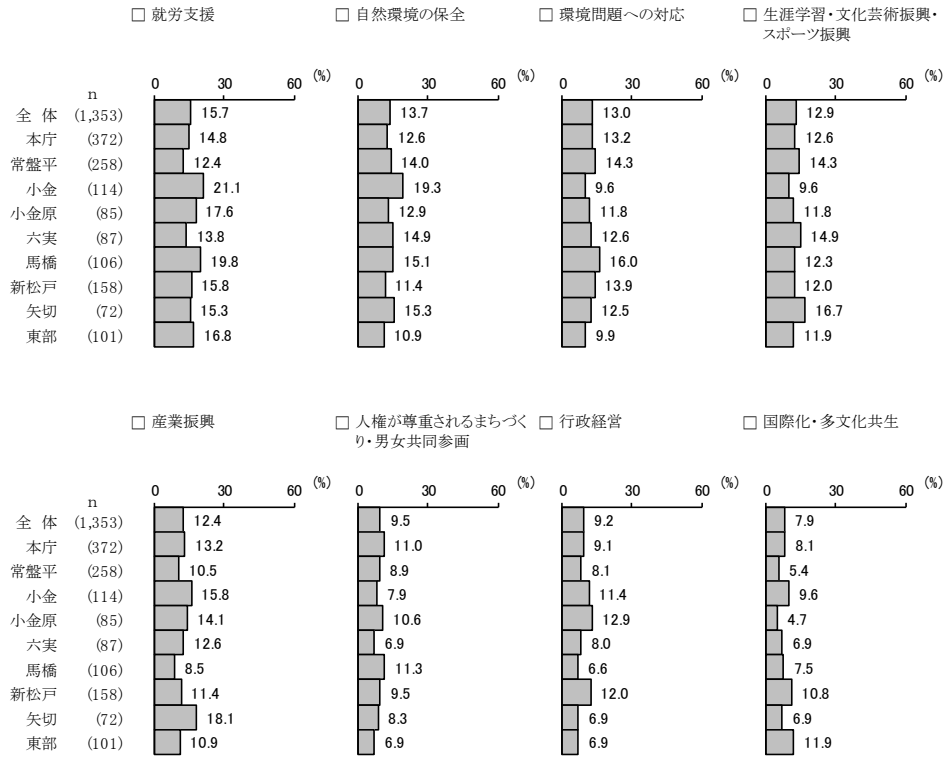 □ 就労支援 □ 自然環境の保全 □ 環境問題への対応 □ 生涯学習・文化芸術振興・
スポーツ振興
0 30 60 (%) 0 30 60 (%) 0 30 60 (%) 0 30 60 (%)
n
全 体 (1,353) 15.7 13.7 13.0 12.9
本庁 (372) 14.8 12.6 13.2 12.6
常盤平 (258) 12.4 14.0 14.3 14.3
小金 (114) 21.1 19.3 9.6 9.6
小金原 (85) 17.6 12.9 11.8 11.8
六実 (87) 13.8 14.9 12.6 14.9
馬橋 (106) 19.8 15.1 16.0 12.3
新松戸 (158) 15.8 11.4 13.9 12.0
矢切 (72) 15.3 15.3 12.5 16.7
東部 (101) 16.8 10.9 9.9 11.9
□ 産業振興 □ 人権が尊重されるまちづく □ 行政経営 □ 国際化・多文化共生
り・男女共同参画
0 30 60 (%) 0 30 60 (%) 0 30 60 (%) 0 30 60 (%)
n
全 体 (1,353) 12.4 9.5 9.2 7.9
本庁 (372) 13.2 11.0 9.1 8.1
常盤平 (258) 10.5 8.9 8.1 5.4
小金 (114) 15.8 7.9 11.4 9.6
小金原 (85) 14.1 10.6 12.9 4.7
六実 (87) 12.6 6.9 8.0 6.9
馬橋 (106) 8.5 11.3 6.6 7.5
新松戸 (158) 11.4 9.5 12.0 10.8
矢切 (72) 18.1 8.3 6.9 6.9
東部 (101) 10.9 6.9 6.9 11.9